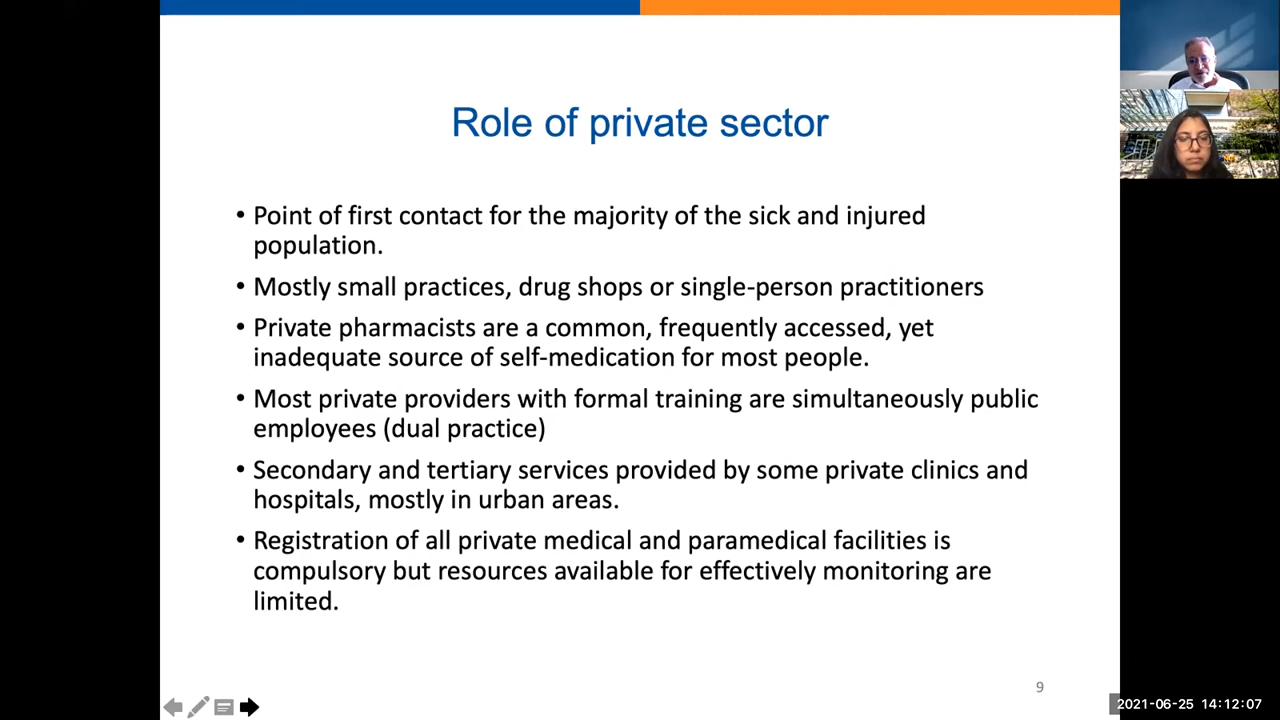 Role of private sector
• Point of first contact for the majority of the sick and injured
population.
• Mostly small practices, drug shops or single-person practitioners
• Private pharmacists are a common, frequently accessed, yet
inadequate source of self-medication for most people.
• Most private providers with formal training are simultaneously public
employees (dual practice)
• Secondary and tertiary services provided by some private clinics and
hospitals, mostly in urban areas.
• Registration of all private medical and paramedical facilities is
compulsory but resources available for effectively monitoring are
limited.
9
2021-06-25 14:12:07